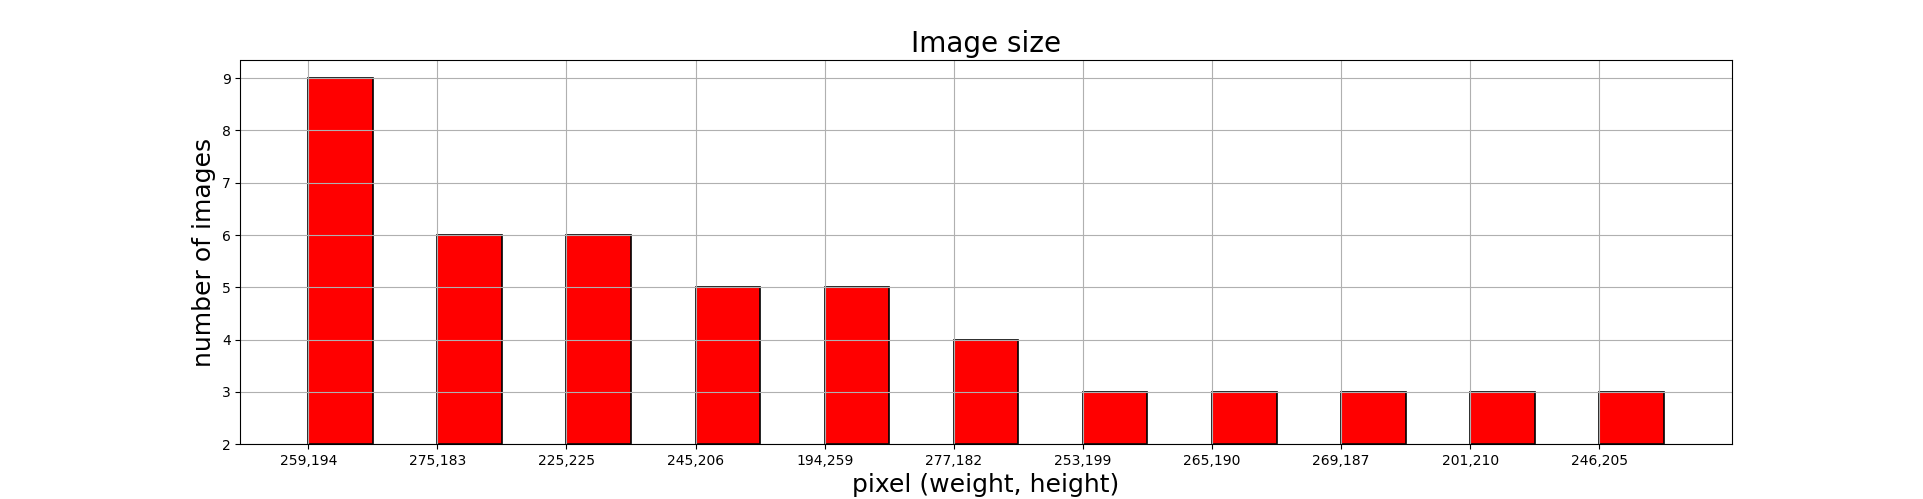 Image size
number of images
9
8
7
6
5
4
3
2
259,194 275,183 225,225 245,206 194,259 277,182 253,199 265,190 269,187 201,210 246,205
pixel (weight, height)